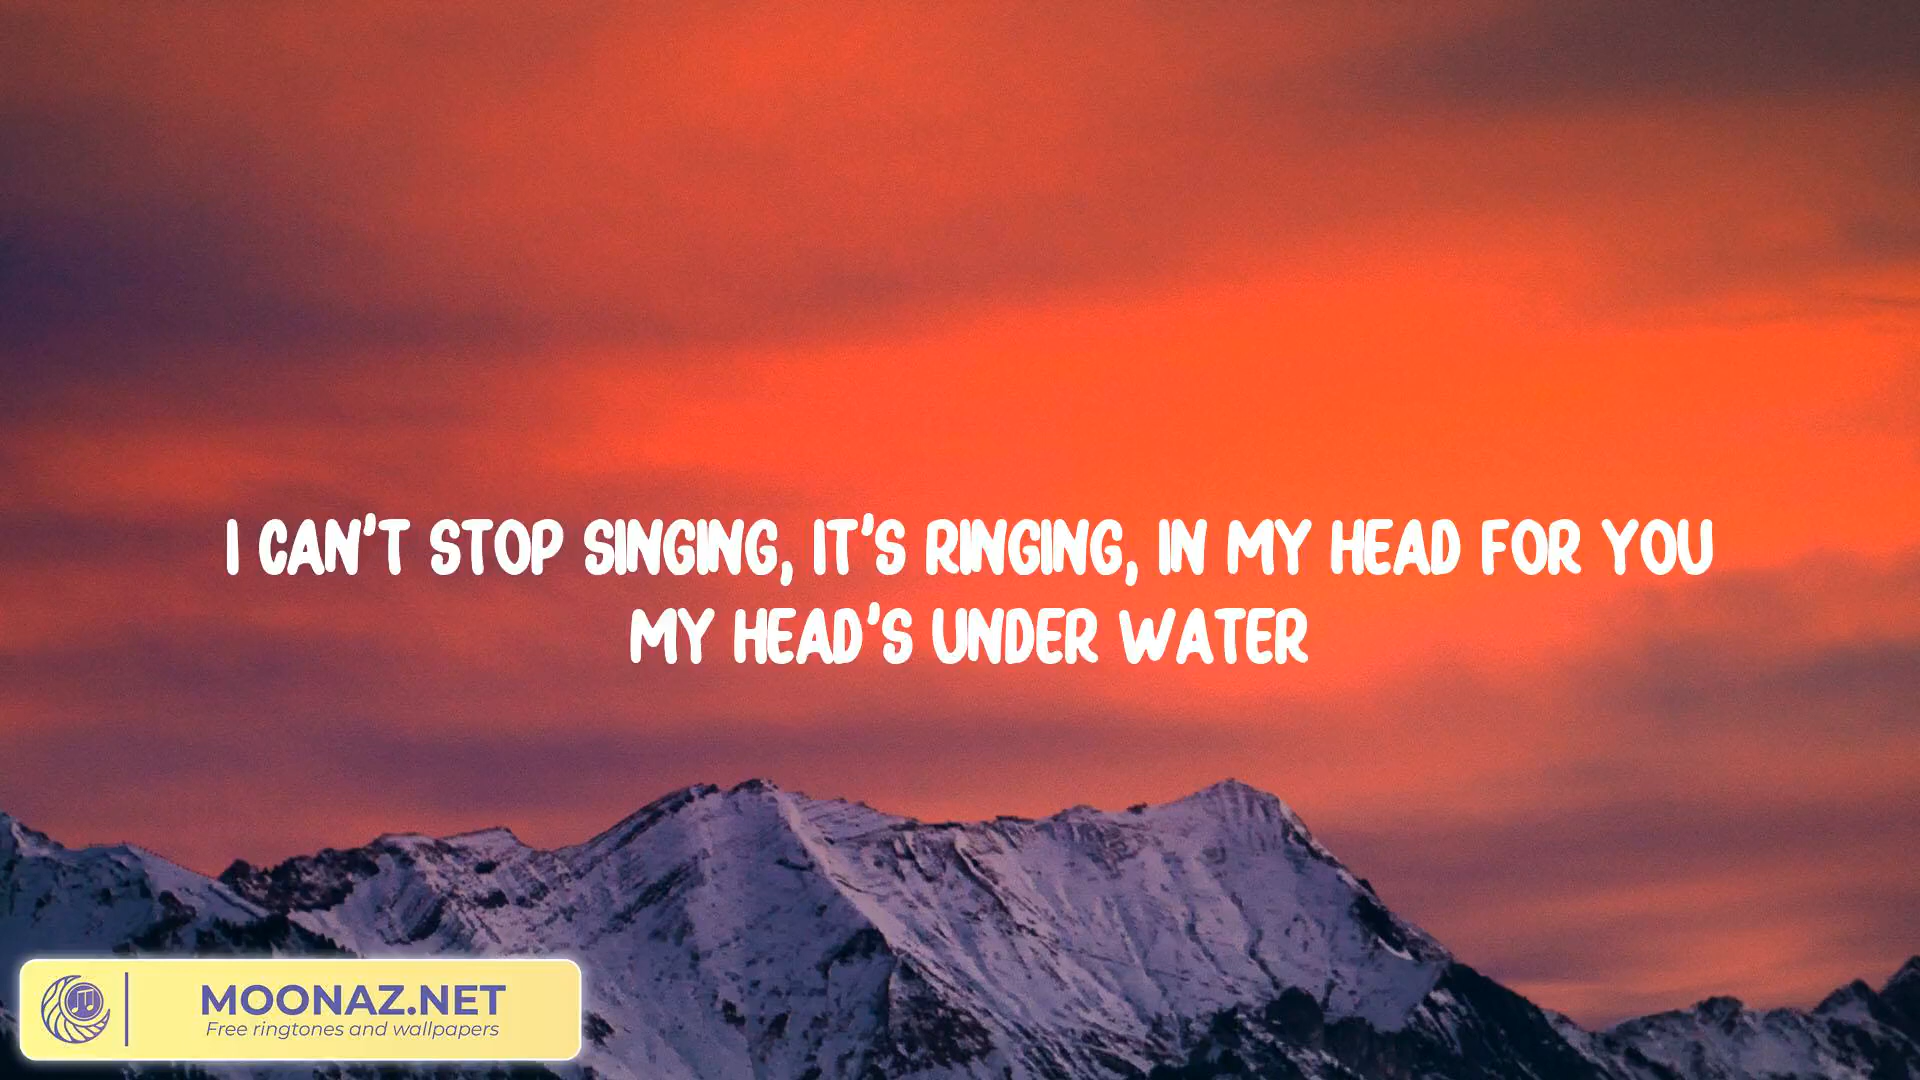 I CAN'T STOP SINGING, IT'S RINGING, IN MY HEAD FOR YOU
MY HEAD'S UNDER WATER
MOONAZ.NET
Free ringtones and wallpapers